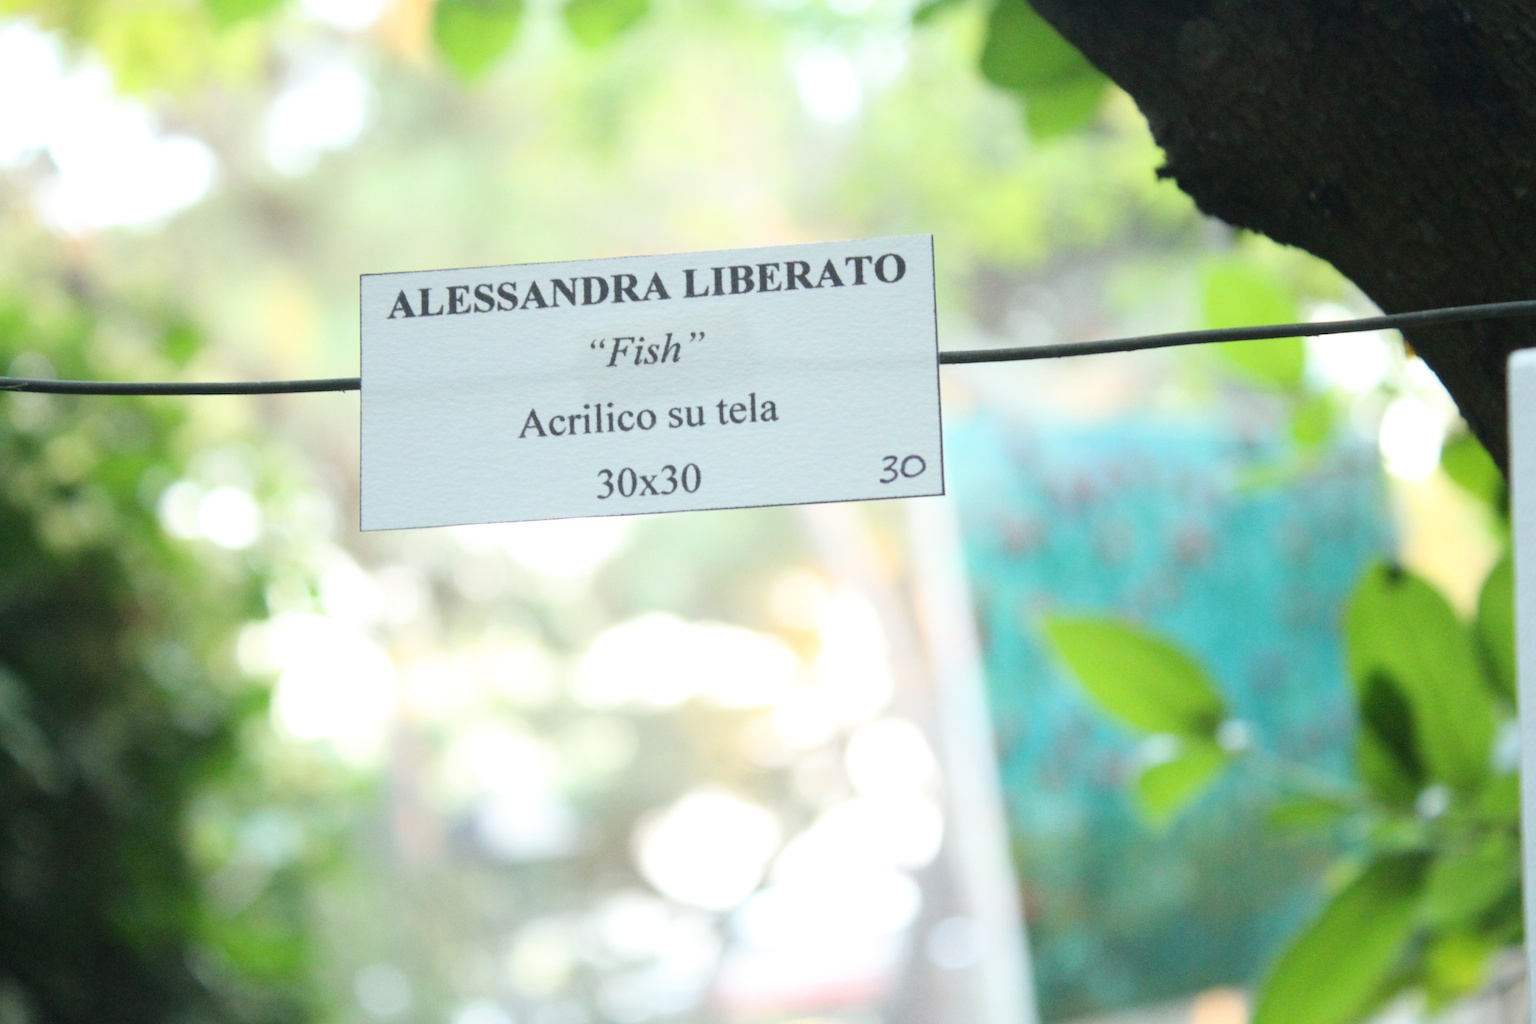 ALESSANDRA LIBERATO
“Fish”
Acrilico su tela
30x30
30